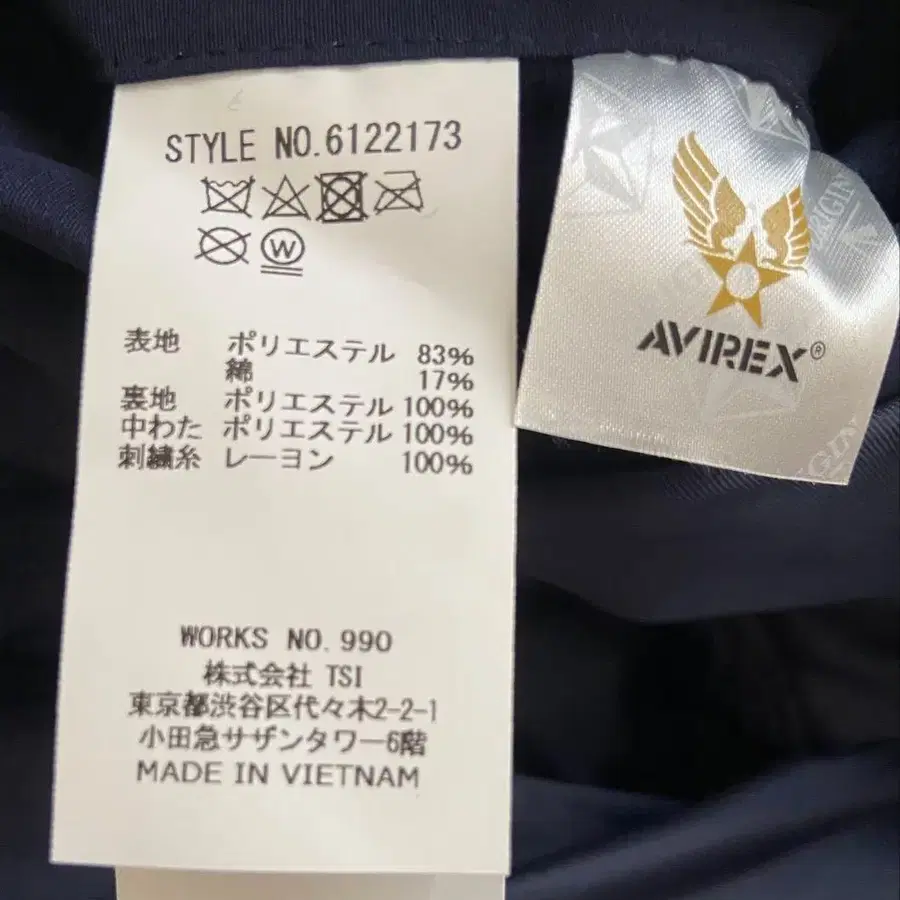 STYLE NO.6122173
W
表地 ポリエステル 83%
綿 17%
裏地 ポリエステル 100%
中わた ポリエステル 100%
刺繍糸 レーヨン 100%
WORKS NO. 990
株式会社 TSI
東京都渋谷区代々木2-2-1
小田急サザンタワー6階
MADE IN VIETNAM
AVIREX®
ORIGIN